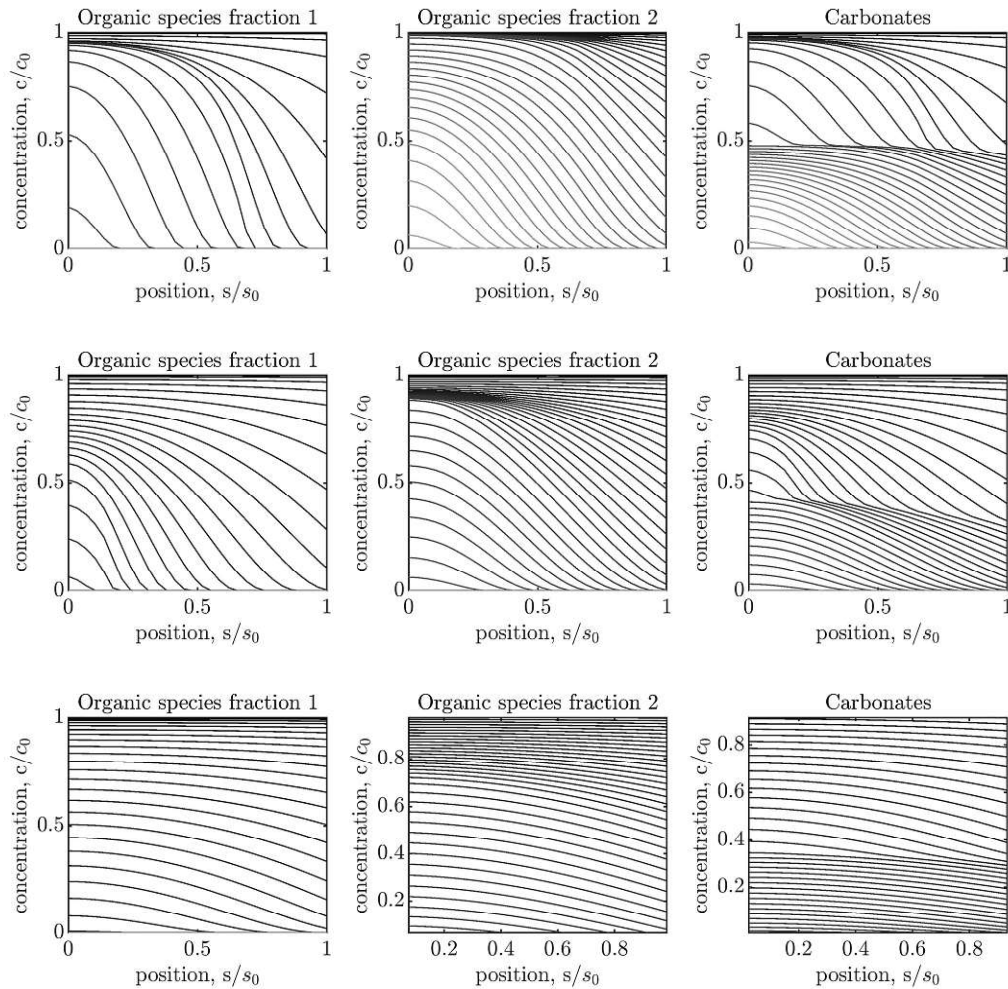 Organic species fraction 1
Organic species fraction 2
Carbonates
concentration, c/c0
1
0.5
0
0
0.5
1
position, s/s0
concentration, c/c0
1
0.5
0
0
0.5
1
position, s/s0
concentration, c/c0
1
0.5
0
0
0.5
1
position, s/s0
Organic species fraction 1
Organic species fraction 2
Carbonates
concentration, c/c0
1
0.5
0
0
0.5
1
position, s/s0
concentration, c/c0
1
0.5
0
0
0.5
1
position, s/s0
concentration, c/c0
1
0.5
0
0
0.5
1
position, s/s0
Organic species fraction 1
Organic species fraction 2
Carbonates
concentration, c/c0
1
0.5
0
0
0.5
1
position, s/s0
concentration, c/c0
0.8
0.6
0.4
0.2
0.2
0.4
0.6
0.8
position, s/s0
concentration, c/c0
0.8
0.6
0.4
0.2
0.2
0.4
0.6
0.8
position, s/s0